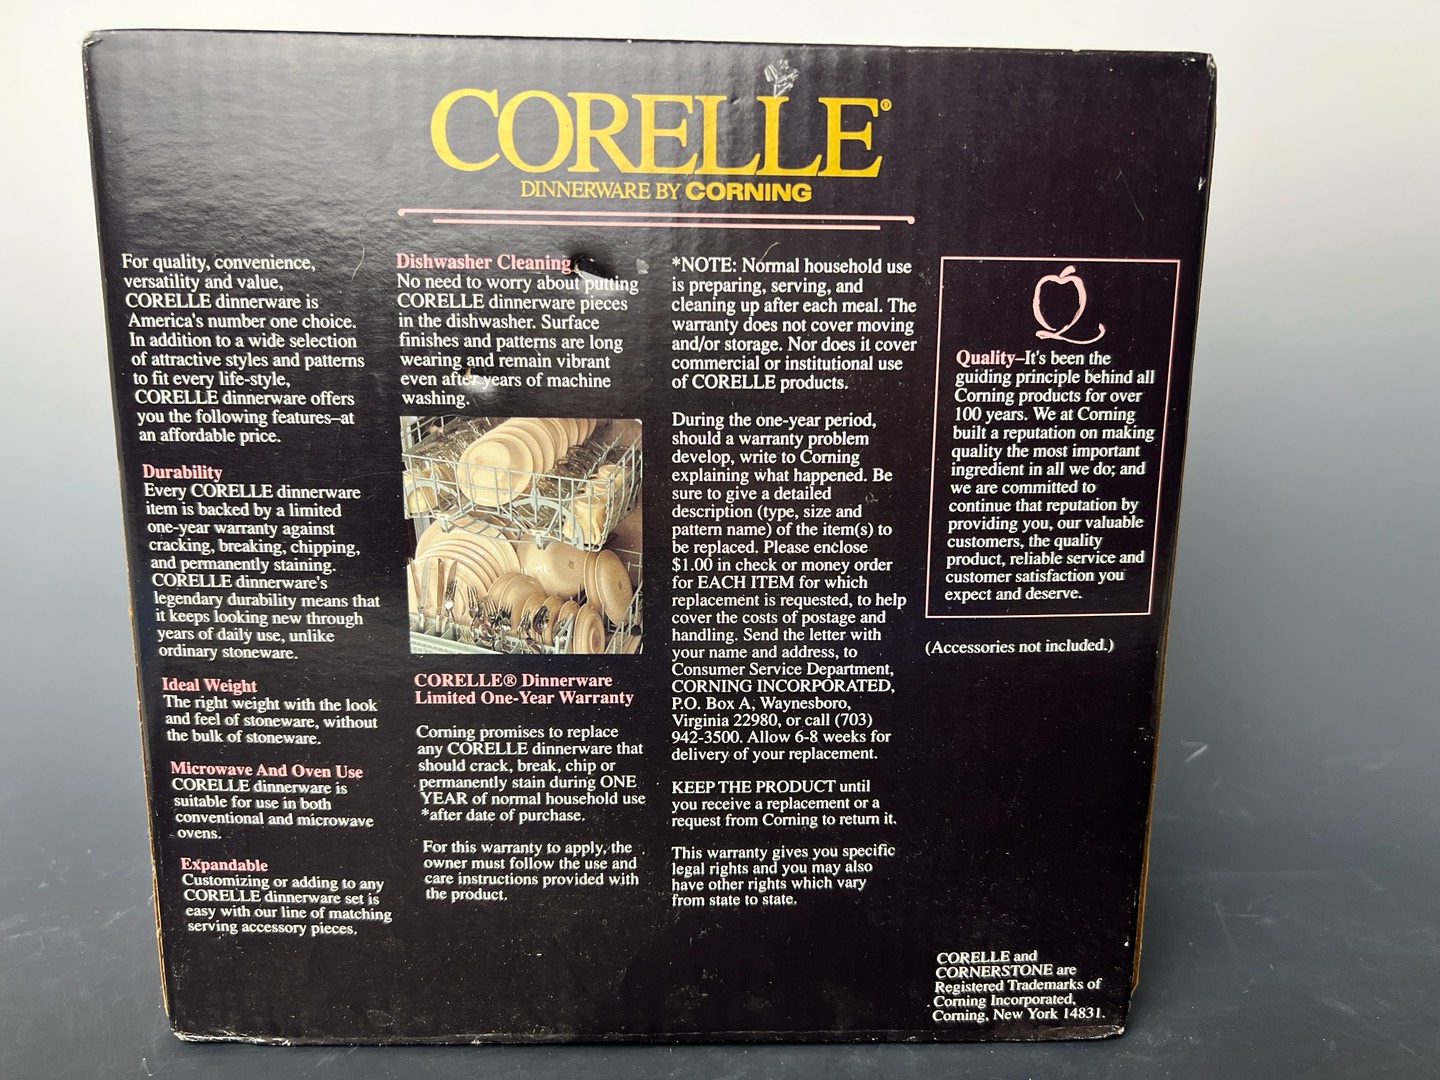 CORELLE®
DINNERWARE BY CORNING
For quality, convenience,
versatility and value,
CORELLE dinnerware is
America's number one choice.
In addition to a wide selection
of attractive styles and patterns
to fit every life-style,
CORELLE dinnerware offers
you the following features–at
an affordable price.
Durability
Every CORELLE dinnerware
item is backed by a limited
one-year warranty against
cracking, breaking, chipping,
and permanently staining.
CORELLE dinnerware's
legendary durability means that
it keeps looking new through
years of daily use, unlike
ordinary stoneware.
Ideal Weight
The right weight with the look
and feel of stoneware, without
the bulk of stoneware.
Microwave And Oven Use
CORELLE dinnerware is
suitable for use in both
conventional and microwave
ovens.
Expandable
Customizing or adding to any
CORELLE dinnerware set is
easy with our line of matching
serving accessory pieces.
Dishwasher Cleaning
No need to worry about putting
CORELLE dinnerware pieces
in the dishwasher. Surface
finishes and patterns are long
wearing and remain vibrant
even after years of machine
washing.
CORELLE® Dinnerware
Limited One-Year Warranty
Corning promises to replace
any CORELLE dinnerware that
should crack, break, chip or
permanently stain during ONE
YEAR of normal household use
*after date of purchase.
For this warranty to apply, the
owner must follow the use and
care instructions provided with
the product.
*NOTE: Normal household use
is preparing, serving, and
cleaning up after each meal. The
warranty does not cover moving
and/or storage. Nor does it cover
commercial or institutional use
of CORELLE products.
During the one-year period,
should a warranty problem
develop, write to Corning
explaining what happened. Be
sure to give a detailed
description (type, size and
pattern name) of the item(s) to
be replaced. Please enclose
$1.00 in check or money order
for EACH ITEM for which
replacement is requested, to help
cover the costs of postage and
handling. Send the letter with
your name and address, to
Consumer Service Department,
CORNING INCORPORATED,
P.O. Box A, Waynesboro,
Virginia 22980, or call (703)
942-3500. Allow 6-8 weeks for
delivery of your replacement.
KEEP THE PRODUCT until
you receive a replacement or a
request from Corning to return it.
This warranty gives you specific
legal rights and you may also
have other rights which vary
from state to state.
Quality–It's been the
guiding principle behind all
Corning products for over
100 years. We at Corning
built a reputation on making
quality the most important
ingredient in all we do; and
we are committed to
continue that reputation by
providing you, our valuable
customers, the quality
product, reliable service and
customer satisfaction you
expect and deserve.
(Accessories not included.)
CORELLE and
CORNERSTONE are
Registered Trademarks of
Corning Incorporated,
Corning, New York 14831.